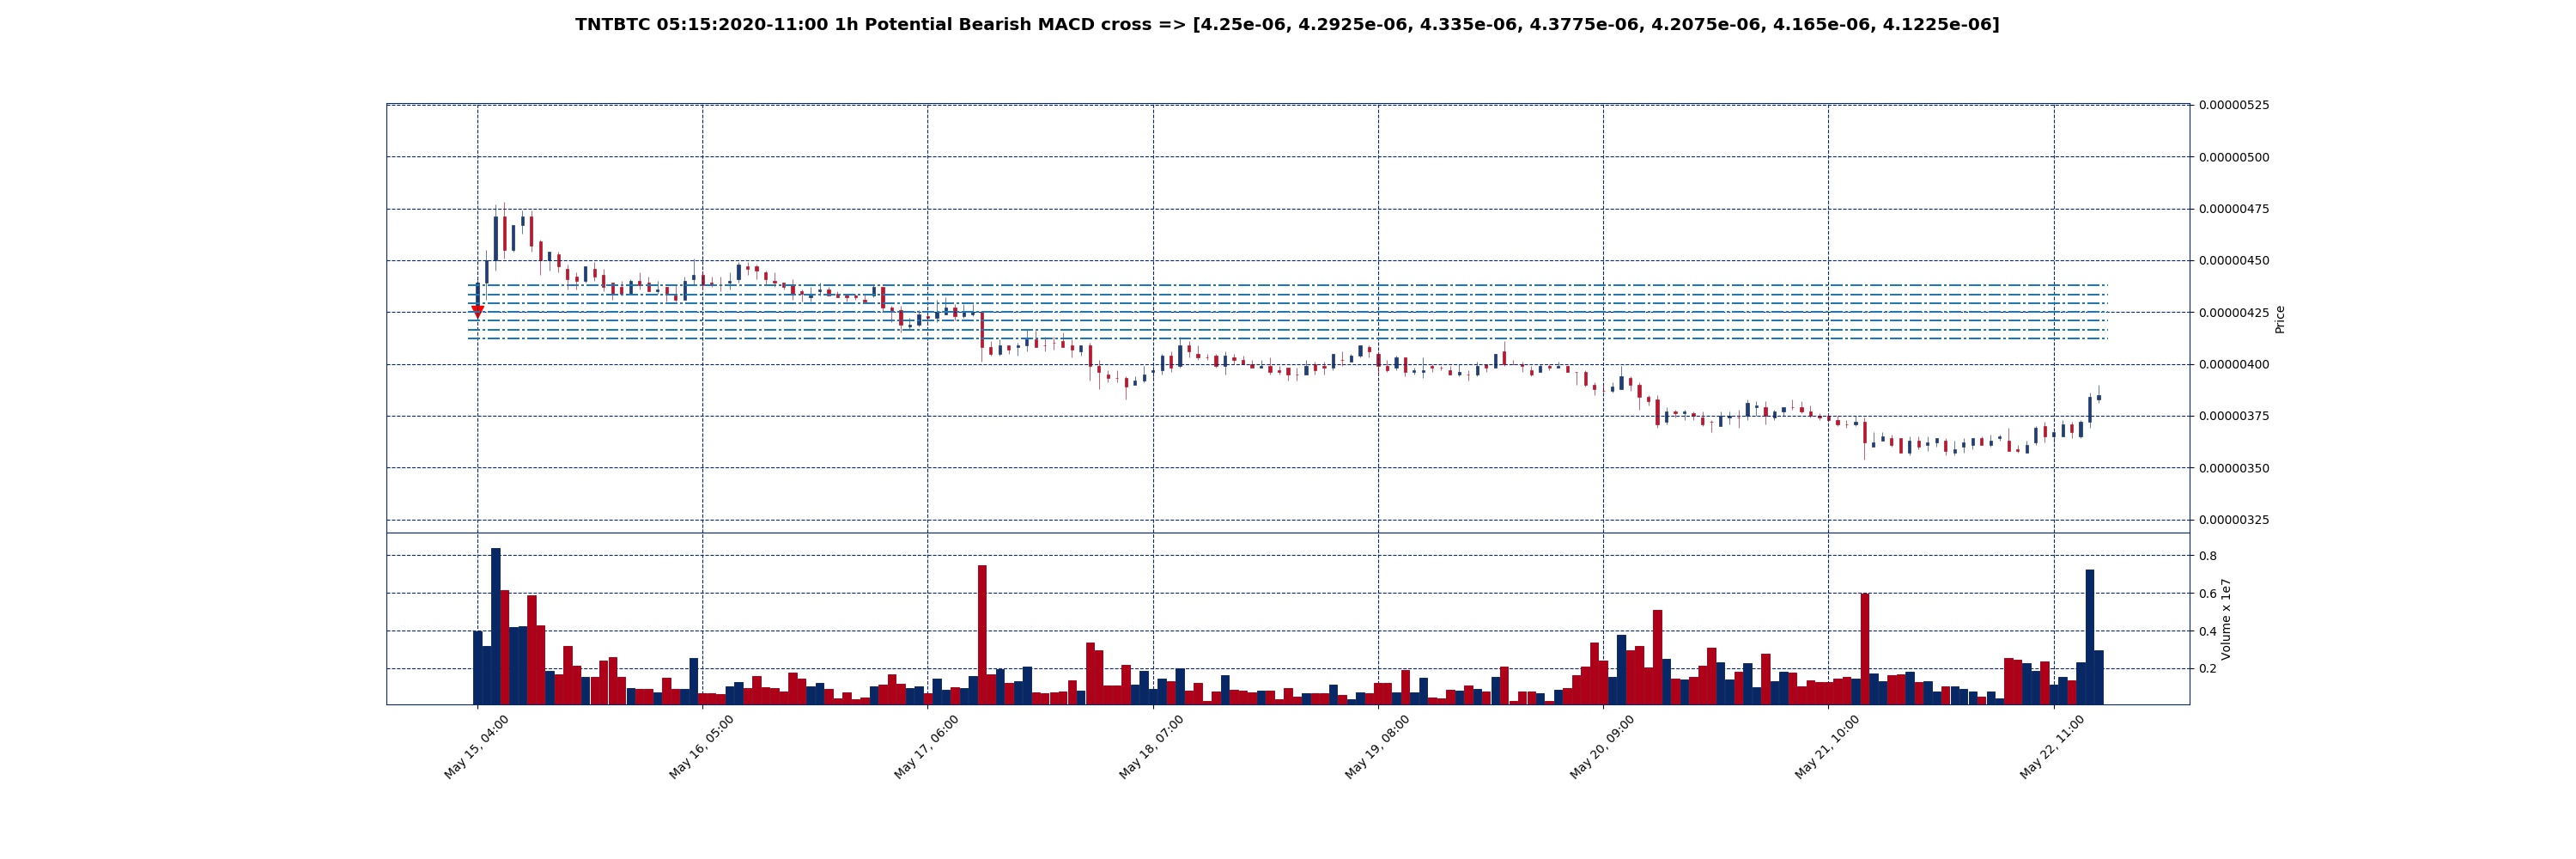 TNTBTC 05:15:2020-11:00 1h Potential Bearish MACD cross => [4.25e-06, 4.2925e-06, 4.335e-06, 4.3775e-06, 4.2075e-06, 4.165e-06, 4.1225e-06]
0.00000525
0.00000500
0.00000475
0.00000450
0.00000425
0.00000400
0.00000375
0.00000350
0.00000325
Price
0.8
0.6
0.4
0.2
Volume x 1e7
May 15, 04:00
May 16, 05:00
May 17, 06:00
May 18, 07:00
May 19, 08:00
May 20, 09:00
May 21, 10:00
May 22, 11:00